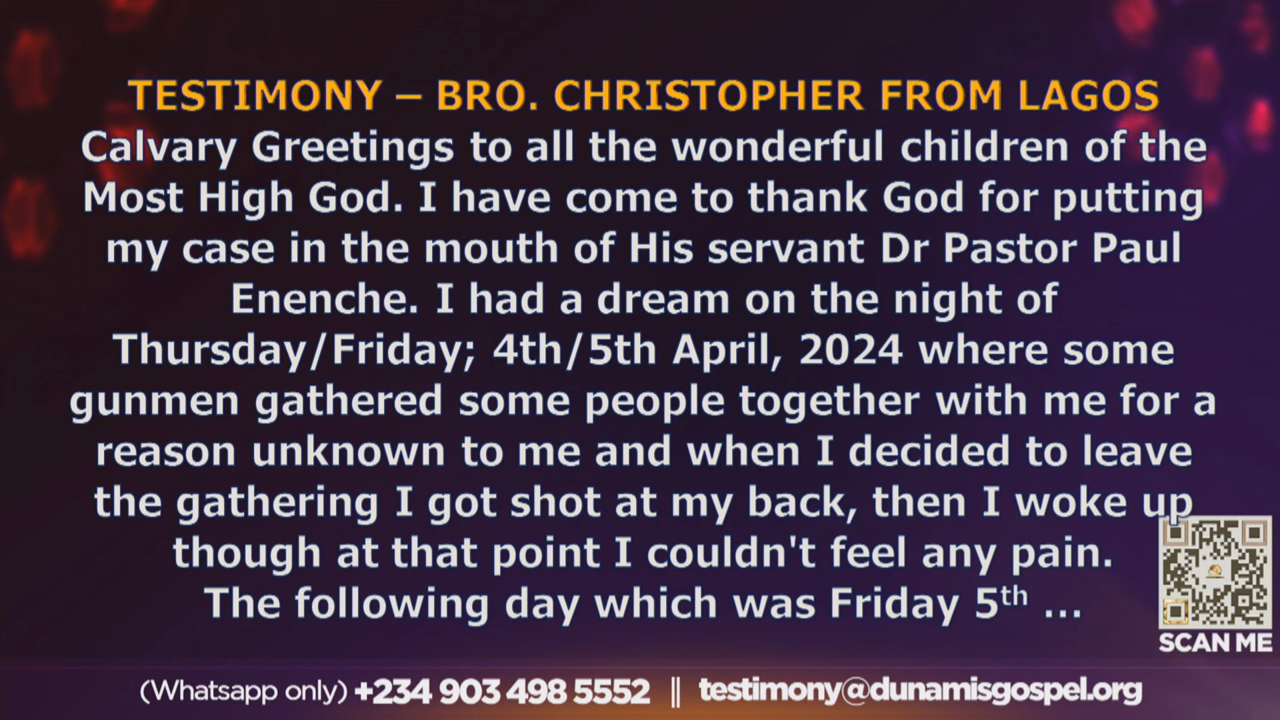 TESTIMONY – BRO. CHRISTOPHER FROM LAGOS
Calvary Greetings to all the wonderful children of the
Most High God. I have come to thank God for putting
my case in the mouth of His servant Dr Pastor Paul
Enenche. I had a dream on the night of
Thursday/Friday; 4th/5th April, 2024 where some
gunmen gathered some people together with me for a
reason unknown to me and when I decided to leave
the gathering I got shot at my back, then I woke up
though at that point I couldn't feel any pain.
The following day which was Friday 5th ...
SCAN ME
(Whatsapp only) +234 903 498 5552 || testimony@dunamisgospel.org